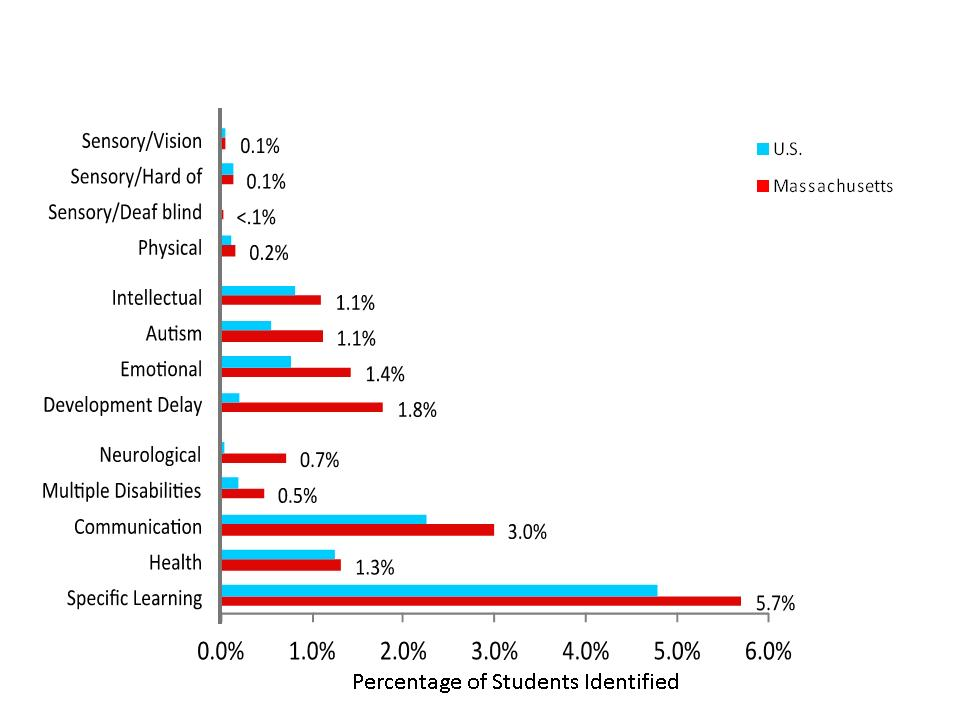 Sensory/Vision 0.1%
U.S.
Sensory/Hard of 0.1%
Massachusetts
Sensory/Deaf blind <.1%
Physical 0.2%
Intellectual 1.1%
Autism 1.1%
Emotional 1.4%
Development Delay 1.8%
Neurological 0.7%
Multiple Disabilities 0.5%
Communication 3.0%
Health 1.3%
Specific Learning 5.7%
0.0% 1.0% 2.0% 3.0% 4.0% 5.0% 6.0%
Percentage of Students Identified